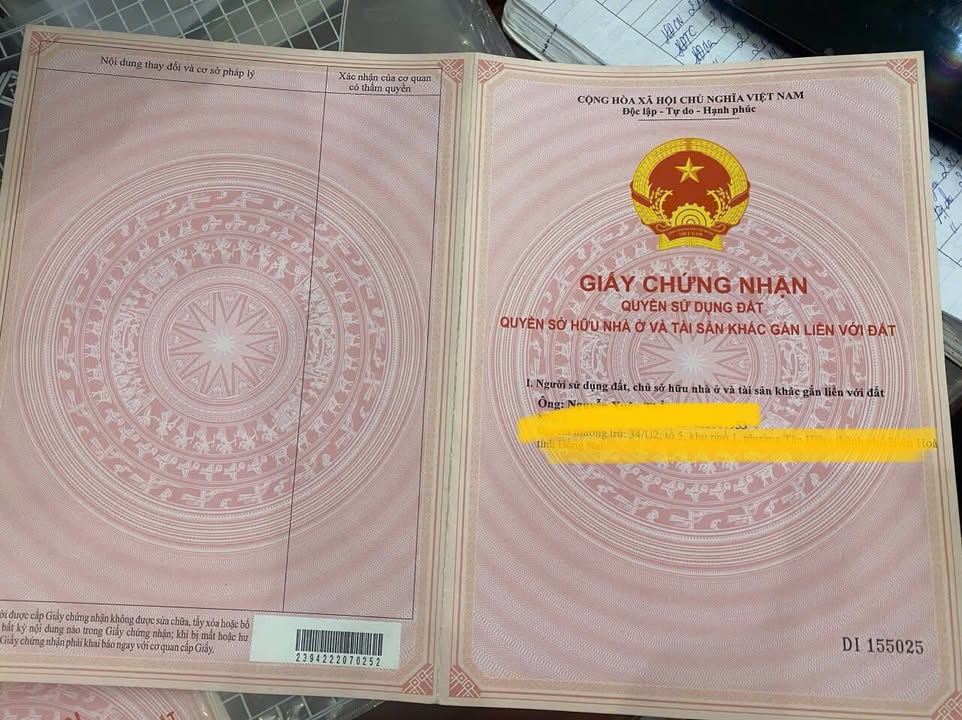 Nội dung thay đổi và cơ sở pháp lý
Xác nhận của cơ quan
có thẩm quyền
được cấp Giấy chứng nhận không được sửa chữa, tẩy xóa hoặc bổ
bất kỳ nội dung nào trong Giấy chứng nhận; khi bị mất hoặc hư
Giấy chứng nhận phải khai báo ngay với cơ quan cấp Giấy.
2394222070252
CỘNG HÒA XÃ HỘI CHỦ NGHĨA VIỆT NAM
Độc lập - Tự do - Hạnh phúc
VIỆT NAM
GIẤY CHỨNG NHẬN
QUYỀN SỬ DỤNG ĐẤT
QUYỀN SỞ HỮU NHÀ Ở VÀ TÀI SẢN KHÁC GẮN LIỀN VỚI ĐẤT
I. Người sử dụng đất, chủ sở hữu nhà ở và tài sản khác gắn liền với đất
Ông: Nguyễn
DI 155025